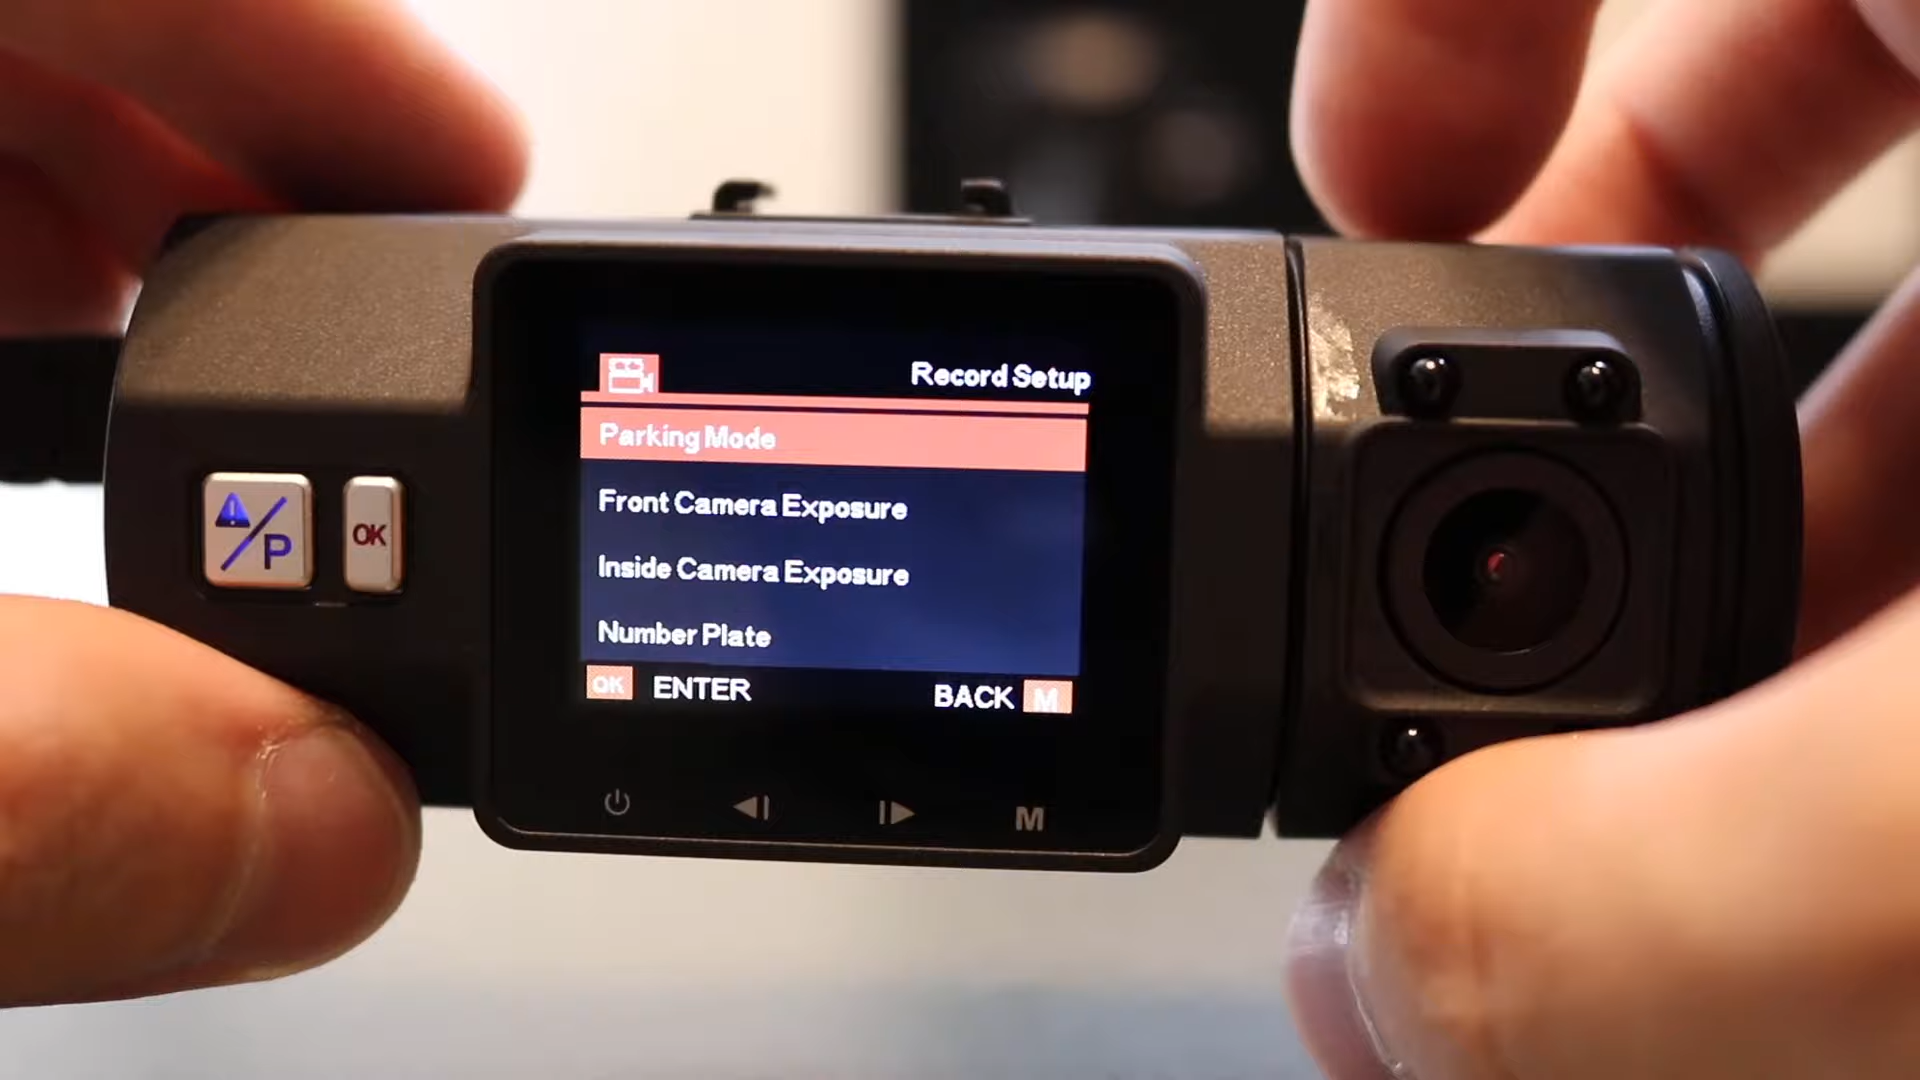 Record Setup
Parking Mode
Front Camera Exposure
Inside Camera Exposure
Number Plate
OK ENTER BACK M
P OK
M